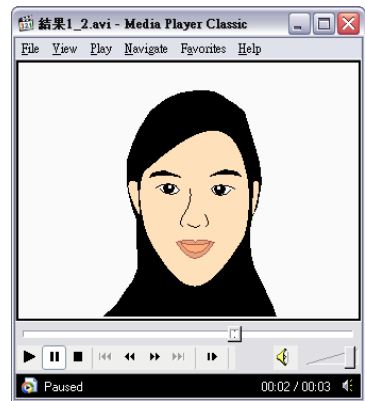 結果1_2.avi - Media Player Classic
File View Play Navigate Favorites Help
Paused 00:02 / 00:03